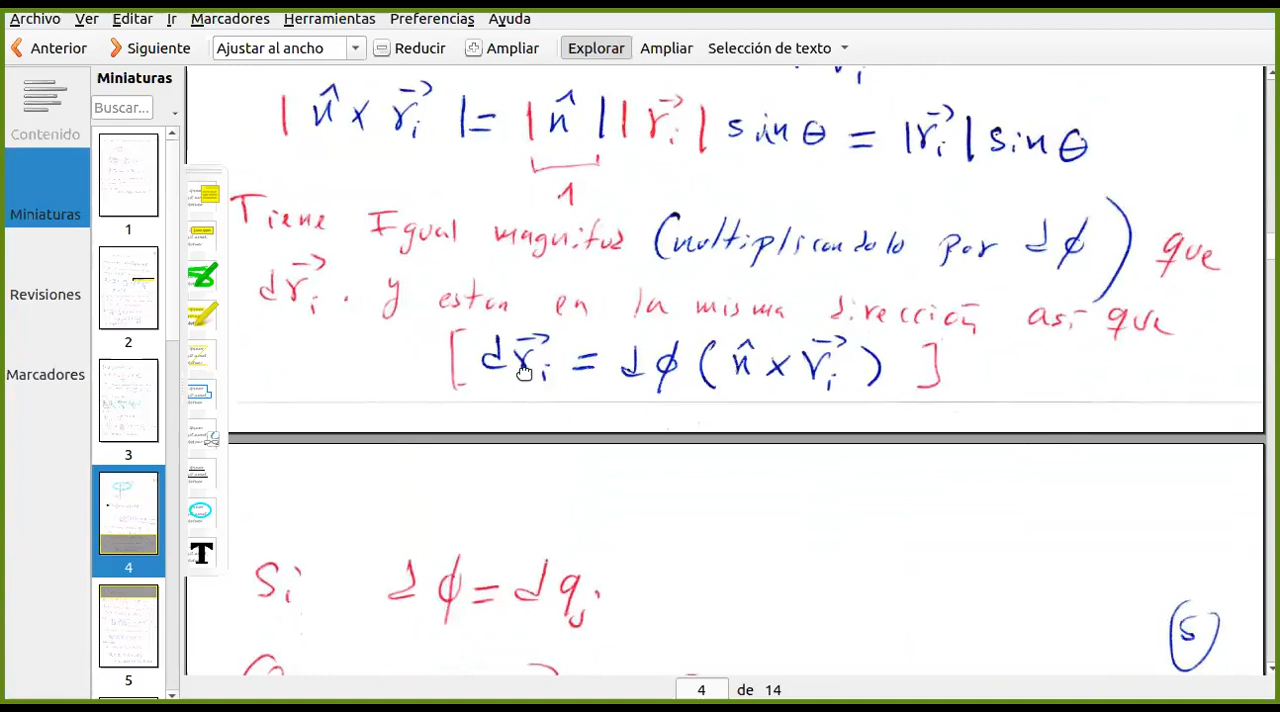 Archivo Ver Editar Ir Marcadores Herramientas Preferencias Ayuda
Anterior Siguiente Ajustar al ancho Reducir Ampliar Explorar Ampliar Selección de texto
Contenido
Miniaturas
Revisiones
Marcadores
Miniaturas
Buscar...
1
2
3
4
5
T
|n̂ × r⃗ᵢ| = |n̂||r⃗ᵢ| sin θ = |r⃗ᵢ| sin θ
1
Tiene Igual magnitud (multiplicandolo por dϕ) que
dr⃗ᵢ. y estan en la misma dirección así que
[dr⃗ᵢ = dϕ(n̂ × r⃗ᵢ)]
Si dϕ = dqⱼ
5
4 de 14